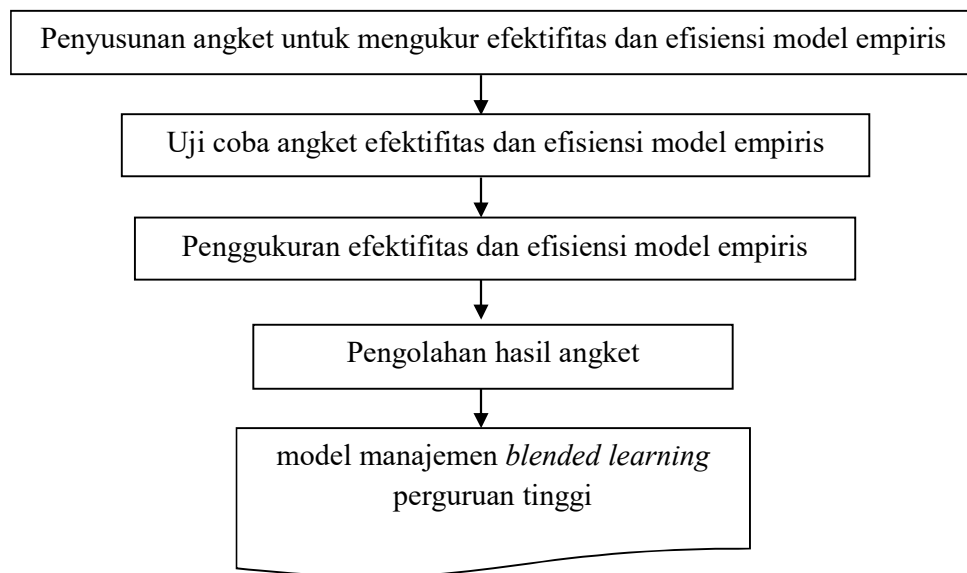 Penyusunan angket untuk mengukur efektifitas dan efisiensi model empiris
Uji coba angket efektifitas dan efisiensi model empiris
Penggukuran efektifitas dan efisiensi model empiris
Pengolahan hasil angket
model manajemen blended learning
perguruan tinggi